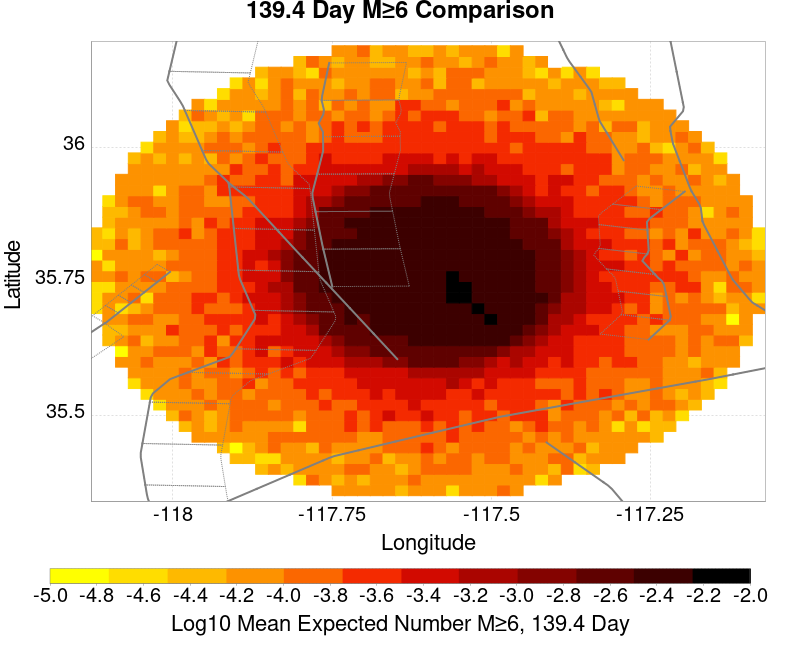 139.4 Day M≥6 Comparison
36
35.75
35.5
Latitude
-118
-117.75
-117.5
-117.25
Longitude
-5.0 -4.8 -4.6 -4.4 -4.2 -4.0 -3.8 -3.6 -3.4 -3.2 -3.0 -2.8 -2.6 -2.4 -2.2 -2.0
Log10 Mean Expected Number M≥6, 139.4 Day